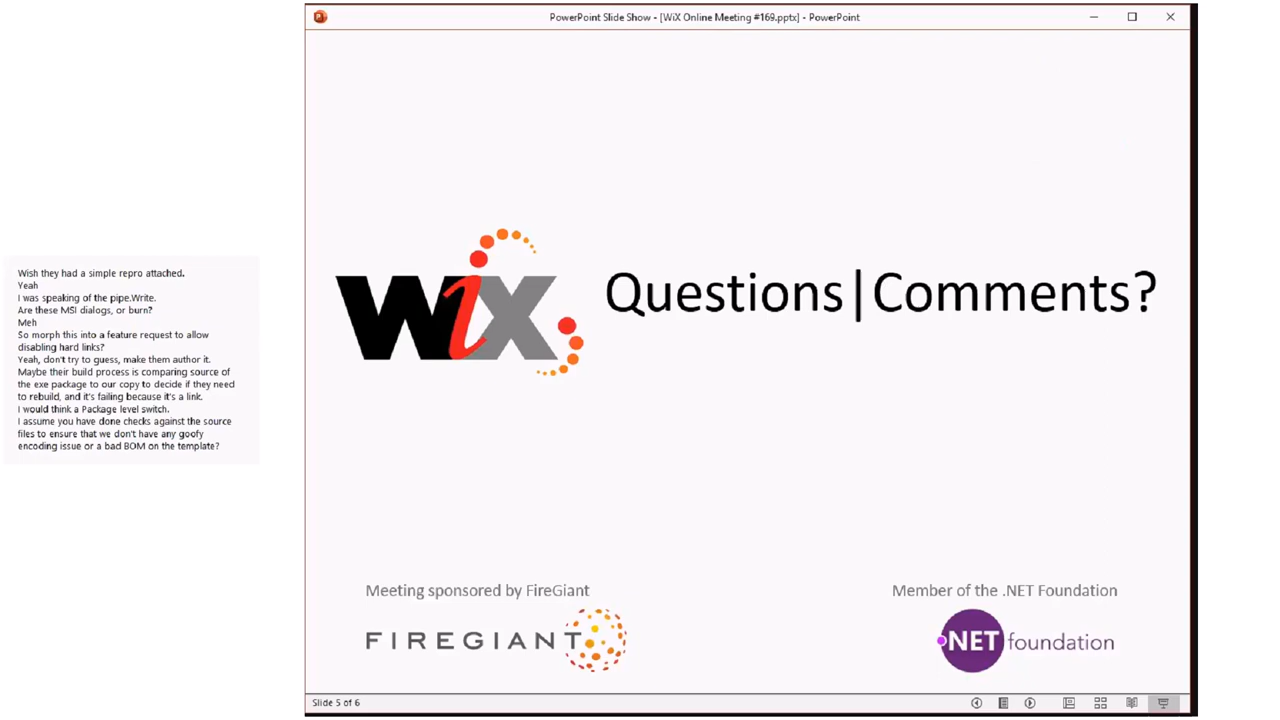 PowerPoint Slide Show - [WiX Online Meeting #169.pptx] - PowerPoint
Wish they had a simple repro attached.
Yeah
I was speaking of the pipe.Write.
Are these MSI dialogs, or burn?
Meh
So morph this into a feature request to allow
disabling hard links?
Yeah, don't try to guess, make them author it.
Maybe their build process is comparing source of
the exe package to our copy to decide if they need
to rebuild, and it's failing because it's a link.
I would think a Package level switch.
I assume you have done checks against the source
files to ensure that we don't have any goofy
encoding issue or a bad BOM on the template?
WiX
Questions|Comments?
Meeting sponsored by FireGiant
FIREGIANT
Member of the .NET Foundation
.NET foundation
Slide 5 of 6